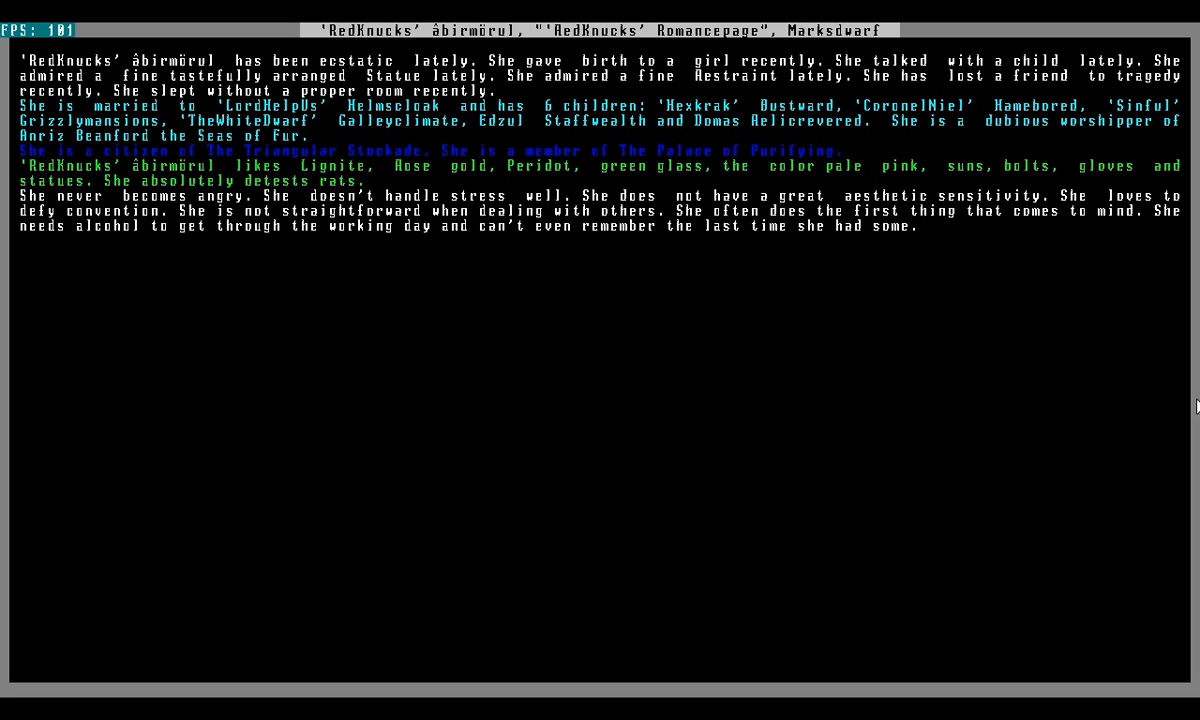 FPS: 101
'RedKnucks' âbirmörul, "'RedKnucks' Romancepage", Marksdwarf
'RedKnucks' âbirmörul has been ecstatic lately. She gave birth to a girl recently. She talked with a child lately. She
admired a fine tastefully arranged Statue lately. She admired a fine Restraint lately. She has lost a friend to tragedy
recently. She slept without a proper room recently.
She is married to 'LordHelpUs' Helmscloak and has 6 children: 'Hexkrak' Bustward, 'CoronelNiel' Hamebored, 'Sinful'
Grizzlymansions, 'TheWhiteDwarf' Galleyclimate, Edzul Staffwealth and Domas Relicrevered. She is a dubious worshipper of
Anriz Beanford the Seas of Fur.
She is a citizen of The Triangular Stockade. She is a member of The Palace of Purifying.
'RedKnucks' âbirmörul likes Lignite, Rose gold, Peridot, green glass, the color pale pink, suns, bolts, gloves and
statues. She absolutely detests rats.
She never becomes angry. She doesn't handle stress well. She does not have a great aesthetic sensitivity. She loves to
defy convention. She is not straightforward when dealing with others. She often does the first thing that comes to mind. She
needs alcohol to get through the working day and can't even remember the last time she had some.